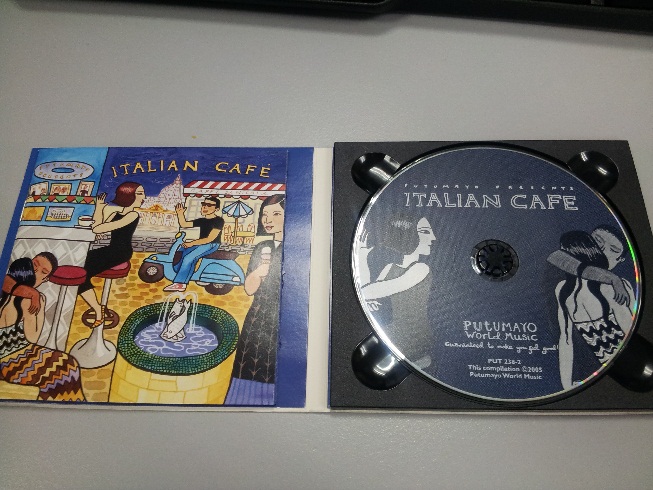 ITALIAN CAFÉ
PUTUMAYO PRESENTS
ITALIAN CAFE
PUTUMAYO
World Music
Guaranteed to make you feel good!
PUT 236-2
This compilation ©2005
Putumayo World Music